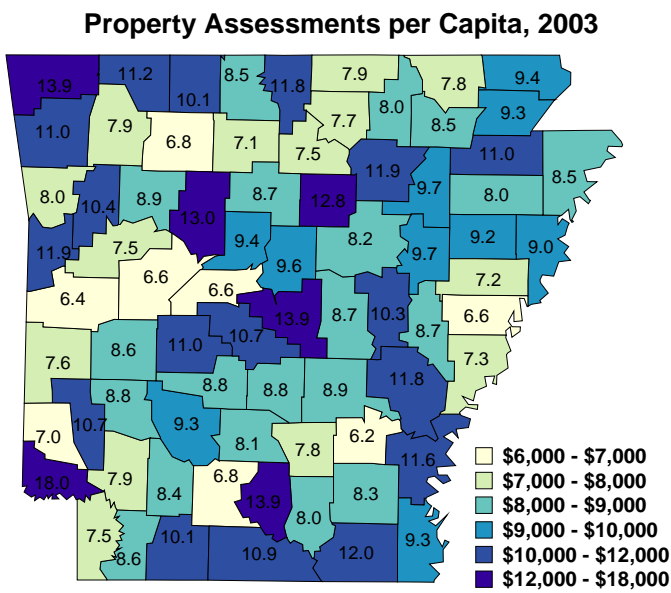 Property Assessments per Capita, 2003
13.9 11.2 10.1 8.5 11.8 7.9 7.8 9.4
11.0 7.9 6.8 7.1 7.5 7.7 8.0 8.5 9.3
8.0 10.4 8.9 13.0 8.7 12.8 11.9 9.7 11.0 8.0 8.5
11.9 7.5 9.4 9.6 8.2 9.7 9.2 9.0
6.4 6.6 6.6 13.9 8.7 10.3 8.7 7.2 6.6
7.6 8.6 11.0 10.7 7.3
8.8 8.8 8.8 8.9 11.8
7.0 10.7 9.3 8.1 7.8 6.2 11.6
18.0 7.9 8.4 6.8 13.9 8.0 8.3
7.5 8.6 10.1 10.9 12.0 9.3
$6,000 - $7,000
$7,000 - $8,000
$8,000 - $9,000
$9,000 - $10,000
$10,000 - $12,000
$12,000 - $18,000